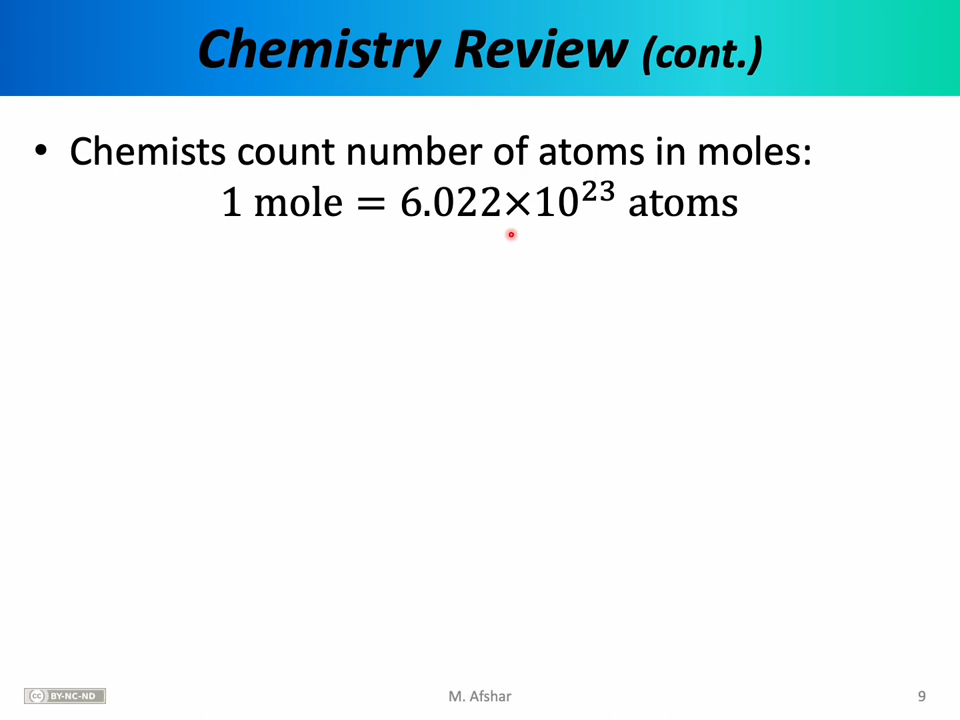 Chemistry Review (cont.)
• Chemists count number of atoms in moles:
1 mole = 6.022×10²³ atoms
cc BY-NC-ND
M. Afshar
9